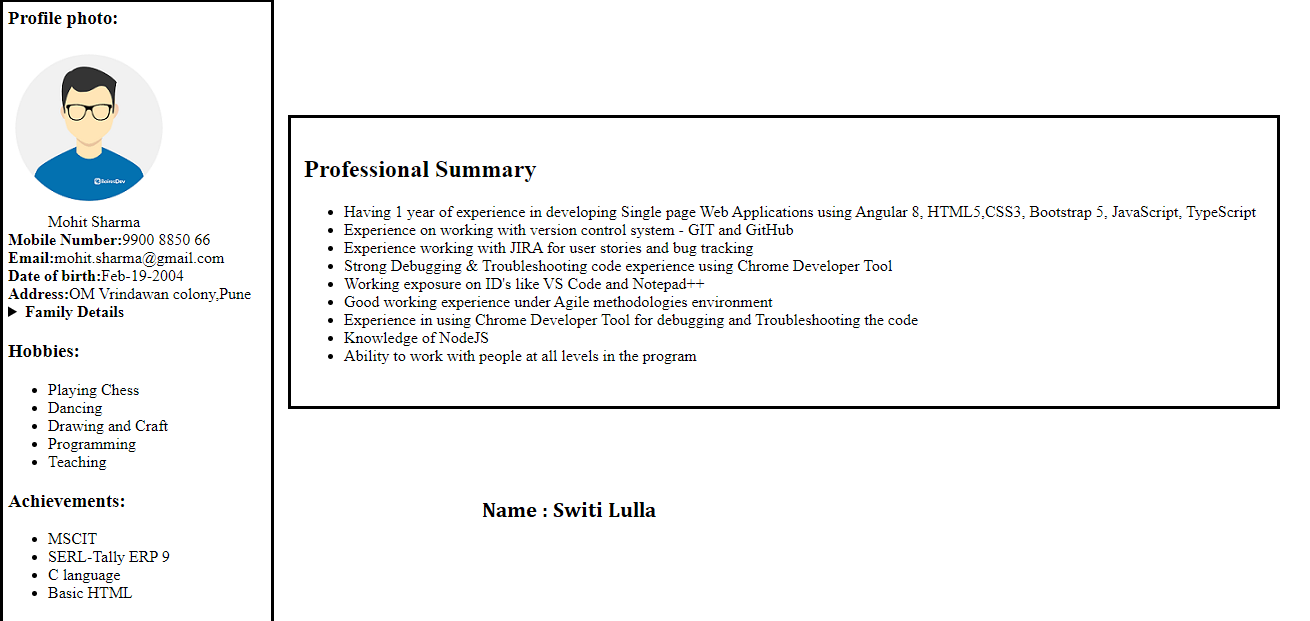 Profile photo:
BairesDev
Mohit Sharma
Mobile Number:9900 8850 66
Email:mohit.sharma@gmail.com
Date of birth:Feb-19-2004
Address:OM Vrindawan colony,Pune
Family Details
Hobbies:
Playing Chess
Dancing
Drawing and Craft
Programming
Teaching
Achievements:
MSCIT
SERL-Tally ERP 9
C language
Basic HTML
Professional Summary
Having 1 year of experience in developing Single page Web Applications using Angular 8, HTML5,CSS3, Bootstrap 5, JavaScript, TypeScript
Experience on working with version control system - GIT and GitHub
Experience working with JIRA for user stories and bug tracking
Strong Debugging & Troubleshooting code experience using Chrome Developer Tool
Working exposure on ID's like VS Code and Notepad++
Good working experience under Agile methodologies environment
Experience in using Chrome Developer Tool for debugging and Troubleshooting the code
Knowledge of NodeJS
Ability to work with people at all levels in the program
Name : Switi Lulla